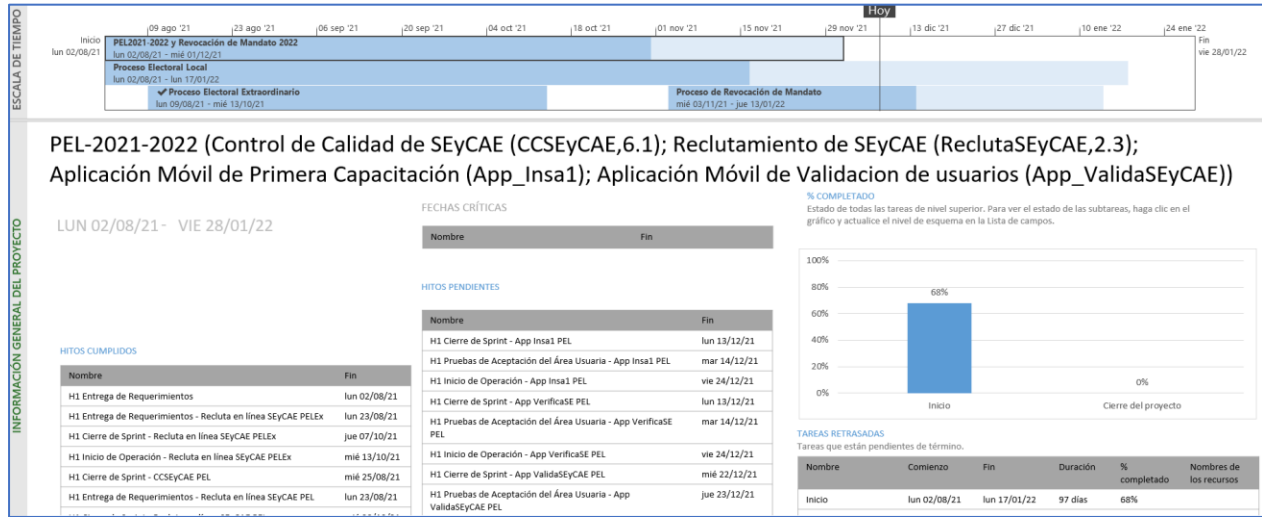 ESCALA DE TIEMPO
Hoy
09 ago '21
23 ago '21
06 sep '21
20 sep '21
04 oct '21
18 oct '21
01 nov '21
15 nov '21
29 nov '21
13 dic '21
27 dic '21
10 ene '22
24 ene '22
Inicio
lun 02/08/21
PEL2021-2022 y Revocación de Mandato 2022
lun 02/08/21 - mié 01/12/21
Fin
vie 28/01/22
Proceso Electoral Local
lun 02/08/21 - lun 17/01/22
✔ Proceso Electoral Extraordinario
lun 09/08/21 - mié 13/10/21
Proceso de Revocación de Mandato
mié 03/11/21 - jue 13/01/22
INFORMACIÓN GENERAL DEL PROYECTO
PEL-2021-2022 (Control de Calidad de SEyCAE (CCSEyCAE,6.1); Reclutamiento de SEyCAE (ReclutaSEyCAE,2.3);
Aplicación Móvil de Primera Capacitación (App_Insa1); Aplicación Móvil de Validacion de usuarios (App_ValidaSEyCAE))
LUN 02/08/21 - VIE 28/01/22
HITOS CUMPLIDOS
Nombre Fin
H1 Entrega de Requerimientos lun 02/08/21
H1 Entrega de Requerimientos - Recluta en línea SEyCAE PELEx lun 23/08/21
H1 Cierre de Sprint - Recluta en línea SEyCAE PELEx jue 07/10/21
H1 Inicio de Operación - Recluta en línea SEyCAE PELEx mié 13/10/21
H1 Cierre de Sprint - CCSEyCAE PEL mié 25/08/21
H1 Entrega de Requerimientos - Recluta en línea SEyCAE PEL lun 23/08/21
FECHAS CRÍTICAS
Nombre Fin
HITOS PENDIENTES
Nombre Fin
H1 Cierre de Sprint - App Insa1 PEL lun 13/12/21
H1 Pruebas de Aceptación del Área Usuaria - App Insa1 PEL mar 14/12/21
H1 Inicio de Operación - App Insa1 PEL vie 24/12/21
H1 Cierre de Sprint - App VerificaSE PEL lun 13/12/21
H1 Pruebas de Aceptación del Área Usuaria - App VerificaSE mar 14/12/21
PEL
H1 Inicio de Operación - App VerificaSE PEL vie 24/12/21
H1 Cierre de Sprint - App ValidaSEyCAE PEL mié 22/12/21
H1 Pruebas de Aceptación del Área Usuaria - App jue 23/12/21
ValidaSEyCAE PEL
% COMPLETADO
Estado de todas las tareas de nivel superior. Para ver el estado de las subtareas, haga clic en el
gráfico y actualice el nivel de esquema en la Lista de campos.
100%
80%
60%
40%
20%
0%
68%
0%
Inicio
Cierre del proyecto
TAREAS RETRASADAS
Tareas que están pendientes de término.
Nombre Comienzo Fin Duración % Nombres de
completado los recursos
Inicio lun 02/08/21 lun 17/01/22 97 días 68%